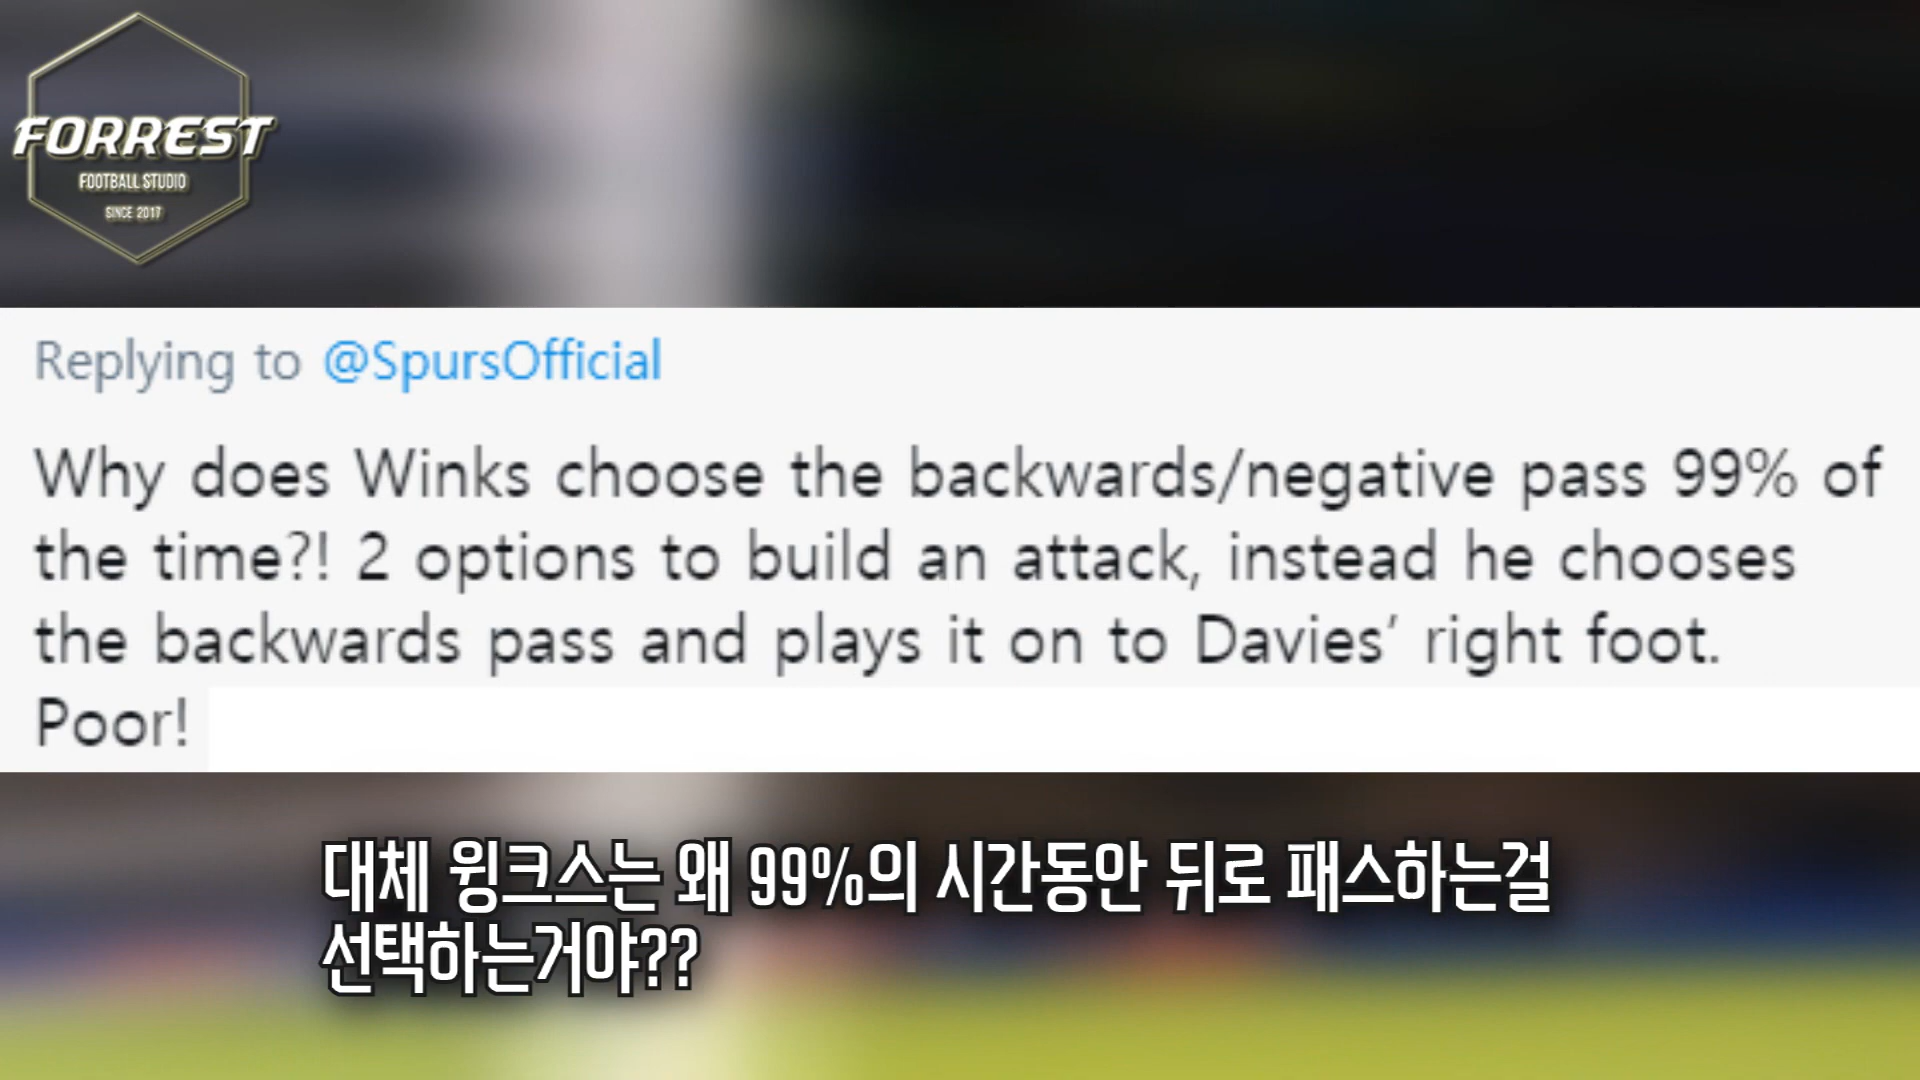 FORREST
FOOTBALL STUDIO
SINCE 2017
Replying to @SpursOfficial
Why does Winks choose the backwards/negative pass 99% of
the time?! 2 options to build an attack, instead he chooses
the backwards pass and plays it on to Davies’ right foot.
Poor!
대체 윙크스는 왜 99%의 시간동안 뒤로 패스하는걸
선택하는거야??